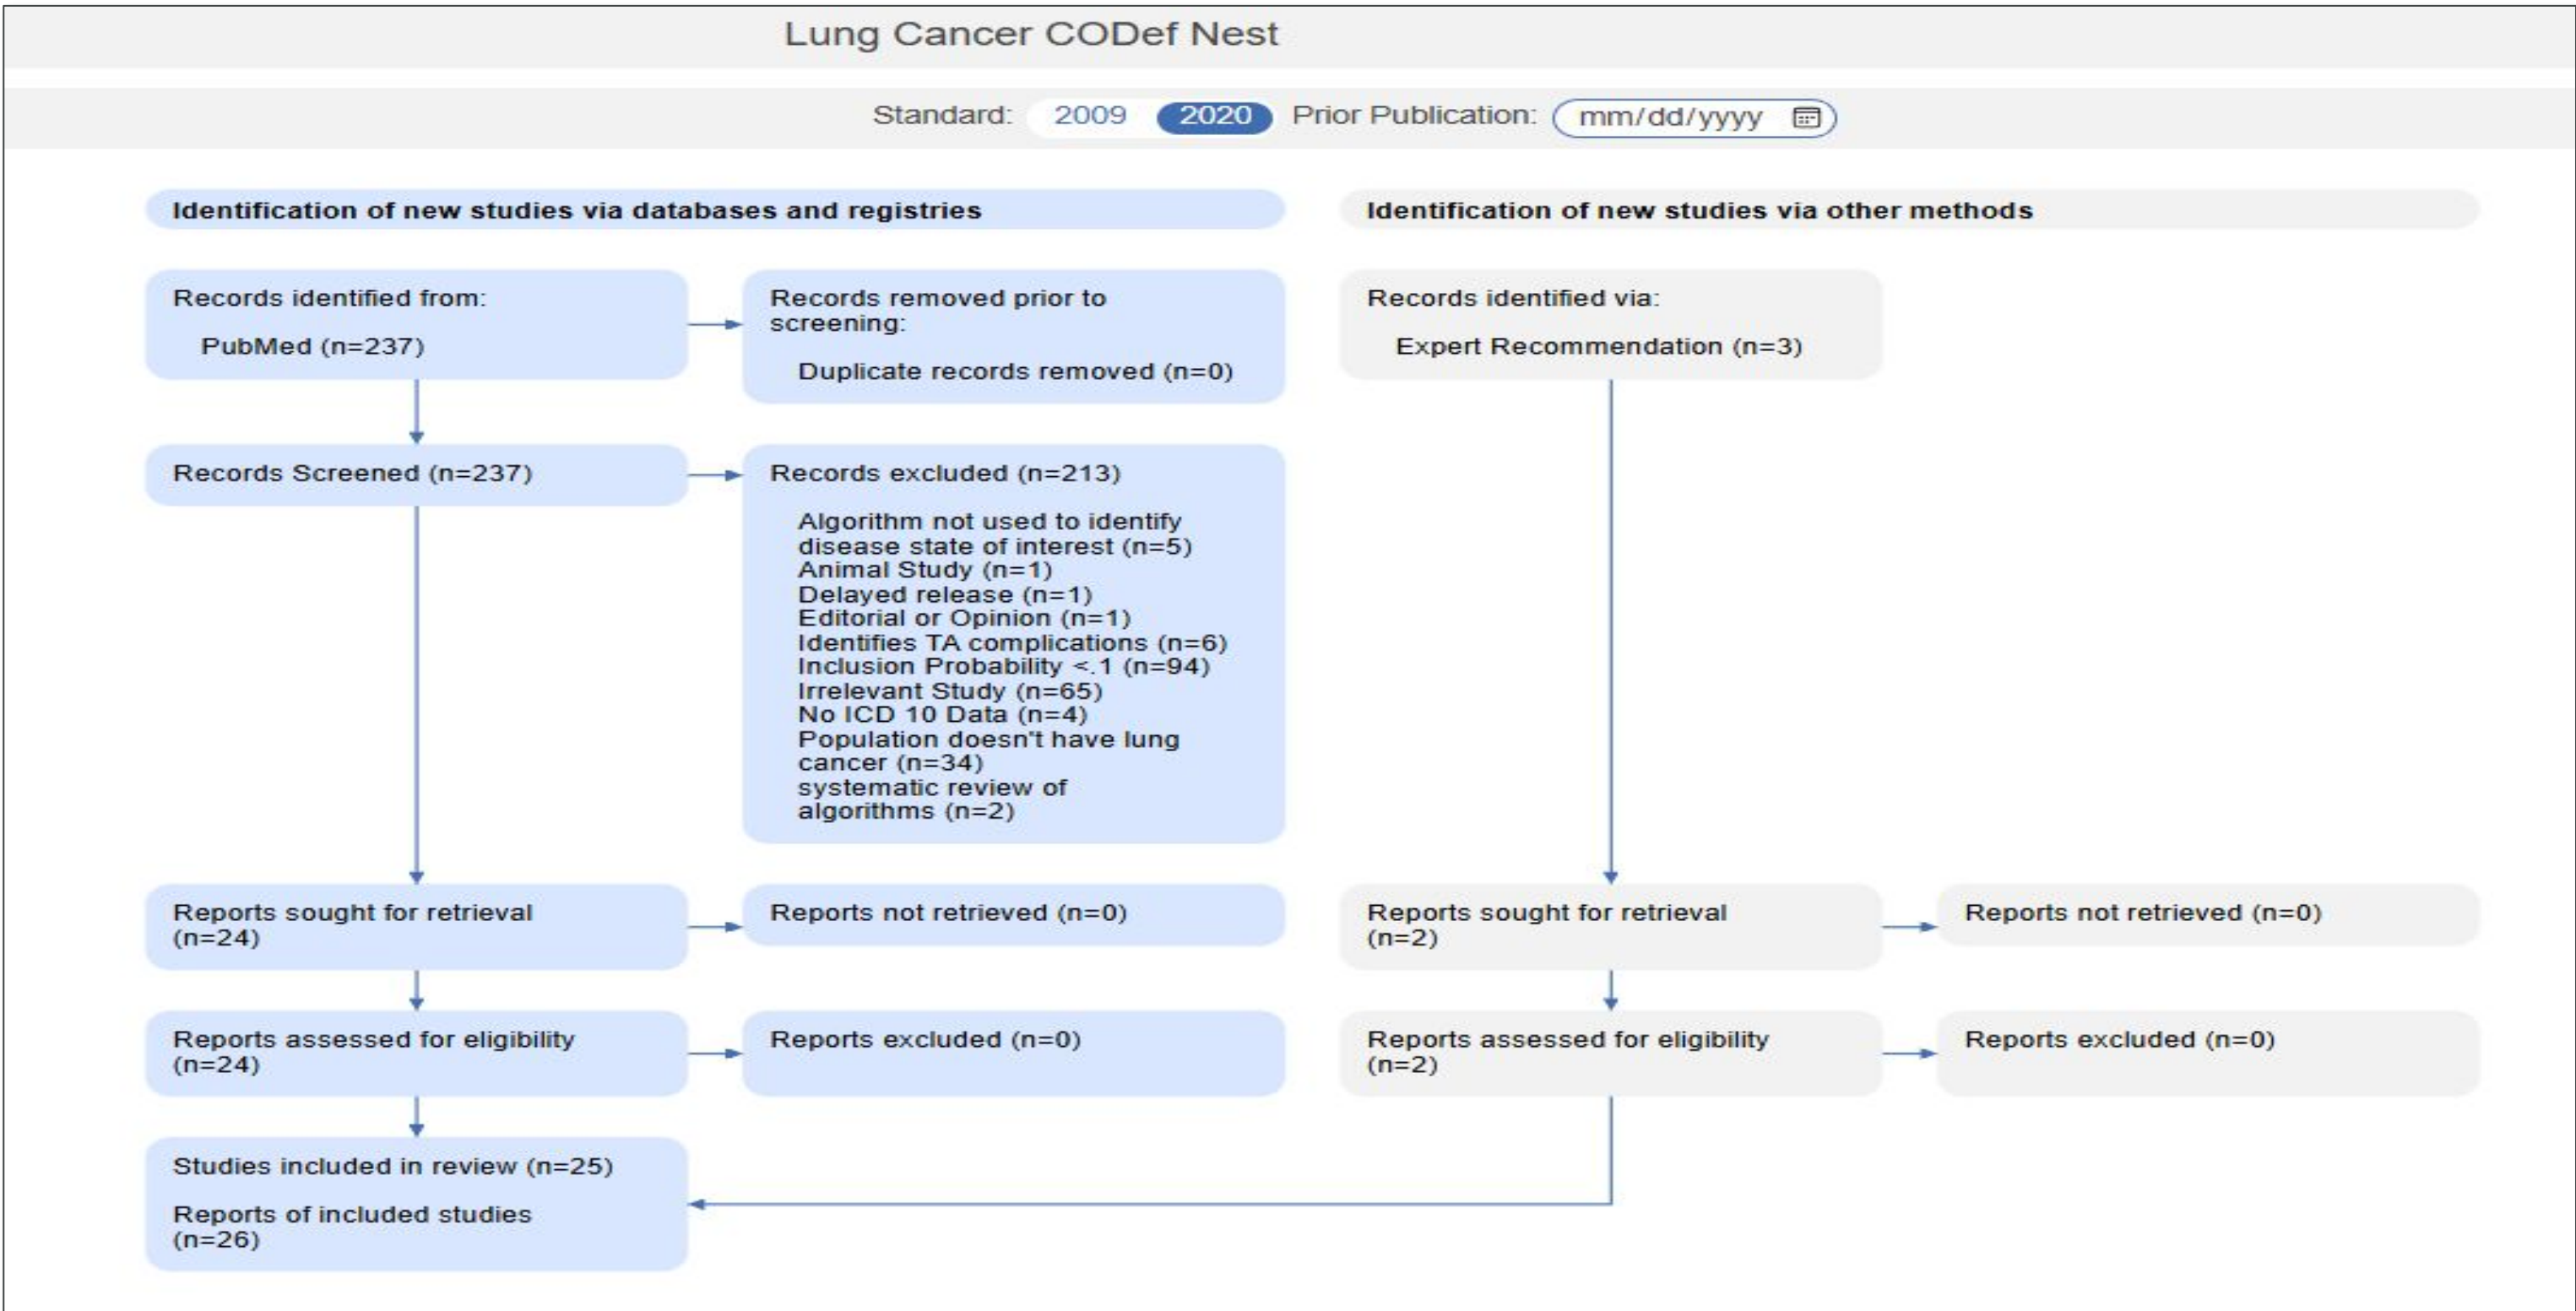 Lung Cancer CODef Nest
Standard: 2009 2020 Prior Publication: mm/dd/yyyy
Identification of new studies via databases and registries
Identification of new studies via other methods
Records identified from:
PubMed (n=237)
Records removed prior to
screening:
Duplicate records removed (n=0)
Records identified via:
Expert Recommendation (n=3)
Records Screened (n=237)
Records excluded (n=213)
Algorithm not used to identify
disease state of interest (n=5)
Animal Study (n=1)
Delayed release (n=1)
Editorial or Opinion (n=1)
Identifies TA complications (n=6)
Inclusion Probability <.1 (n=94)
Irrelevant Study (n=65)
No ICD 10 Data (n=4)
Population doesn't have lung
cancer (n=34)
systematic review of
algorithms (n=2)
Reports sought for retrieval
(n=24)
Reports not retrieved (n=0)
Reports sought for retrieval
(n=2)
Reports not retrieved (n=0)
Reports assessed for eligibility
(n=24)
Reports excluded (n=0)
Reports assessed for eligibility
(n=2)
Reports excluded (n=0)
Studies included in review (n=25)
Reports of included studies
(n=26)